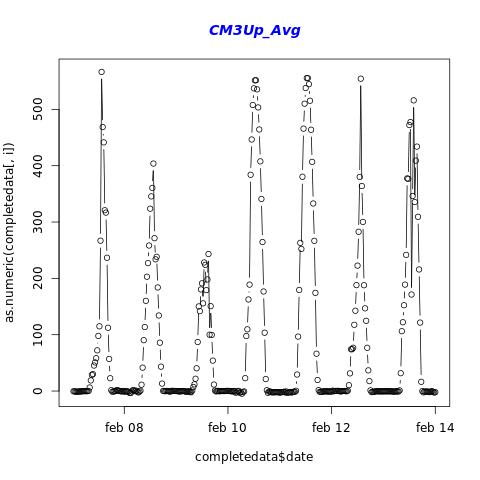 CM3Up_Avg
as.numeric(completedata[, i])
500
400
300
200
100
0
feb 08 feb 10 feb 12 feb 14
completedata$date